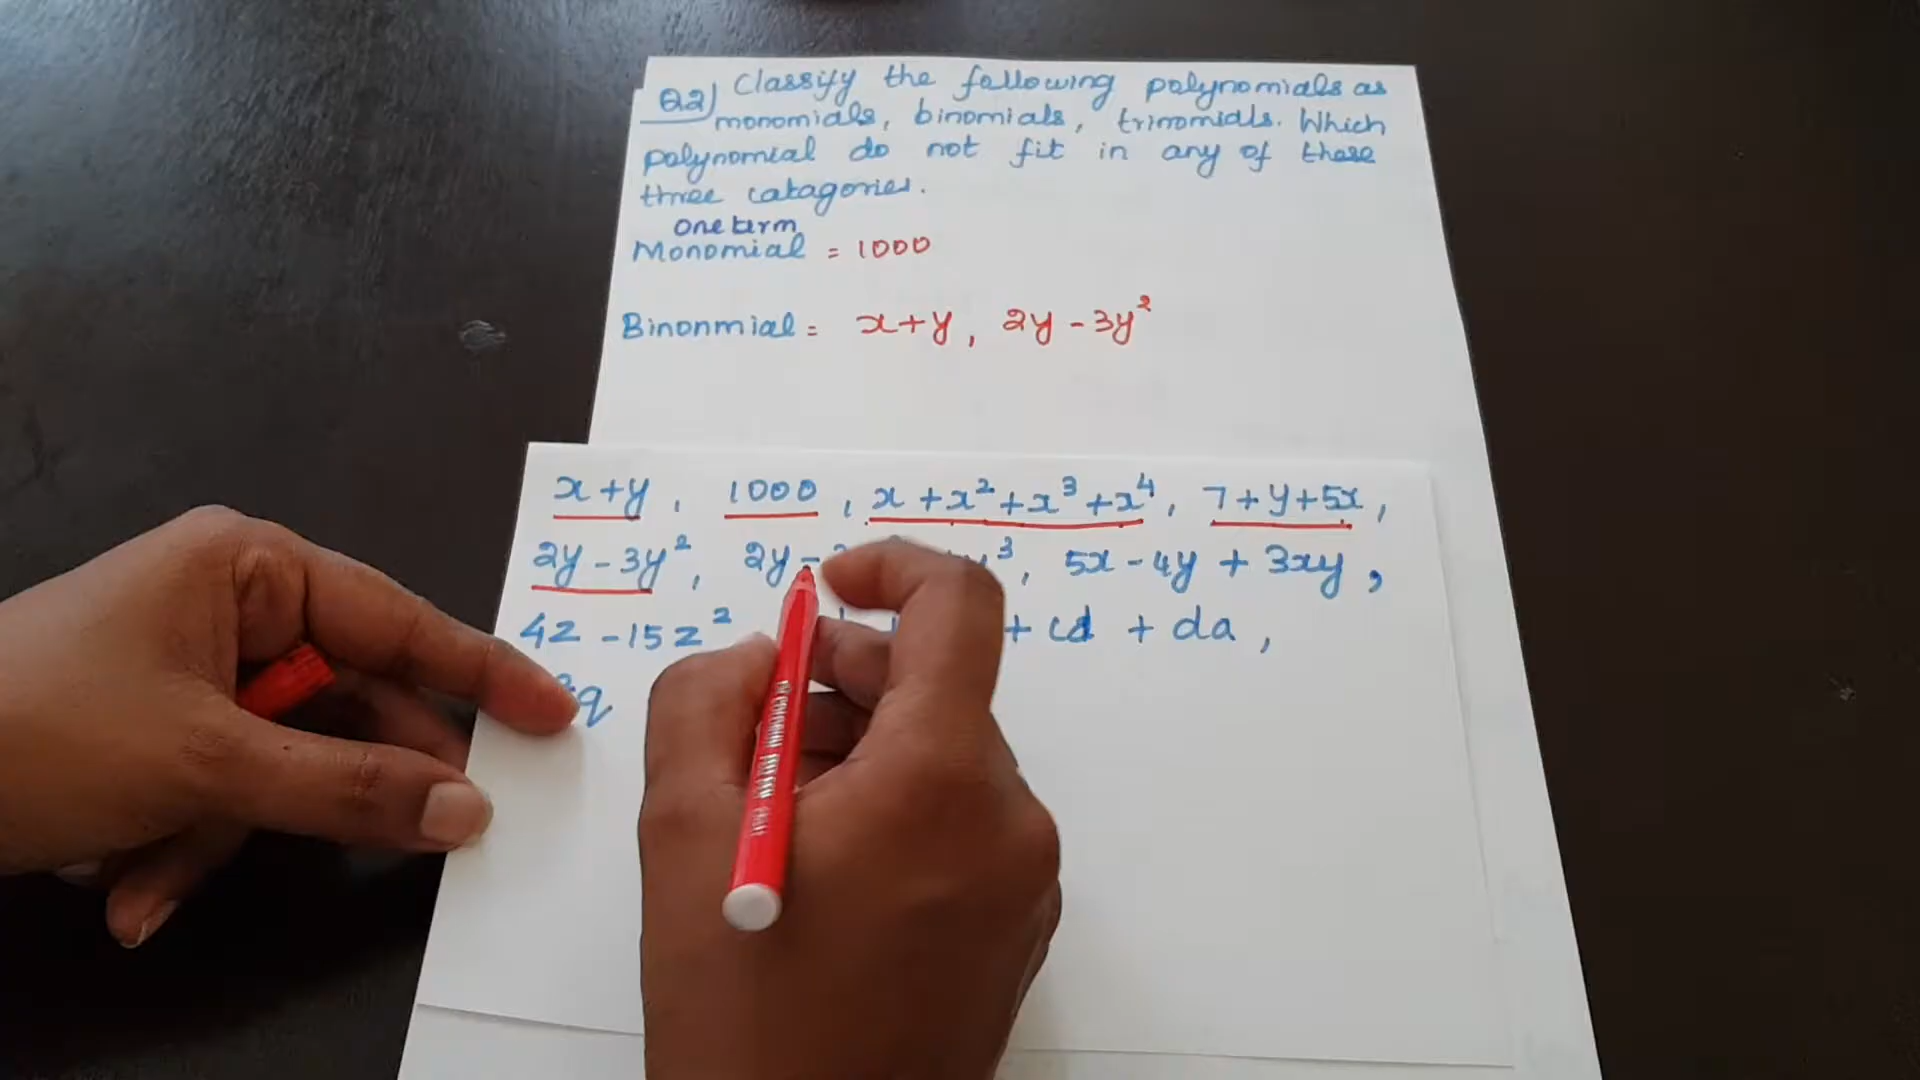 Q.2) Classify the following polynomials as
monomials, binomials, trinomials. Which
polynomial do not fit in any of these
three catagories.
One term
Monomial = 1000
Binonmial = x+y, 2y - 3y²
x+y, 1000, x + x² + x³ + x⁴, 7 + y + 5x,
2y - 3y², 2y - y³, 5x - 4y + 3xy,
4z - 15z² + cd + da,
q